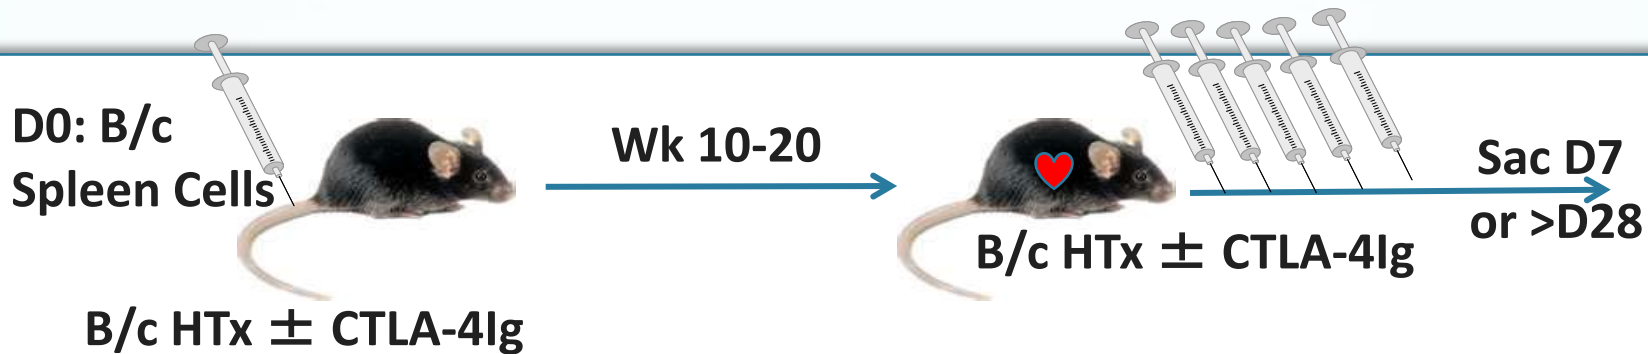 D0: B/c
Spleen Cells
B/c HTx ± CTLA-4Ig
Wk 10-20
B/c HTx ± CTLA-4Ig
Sac D7
or >D28